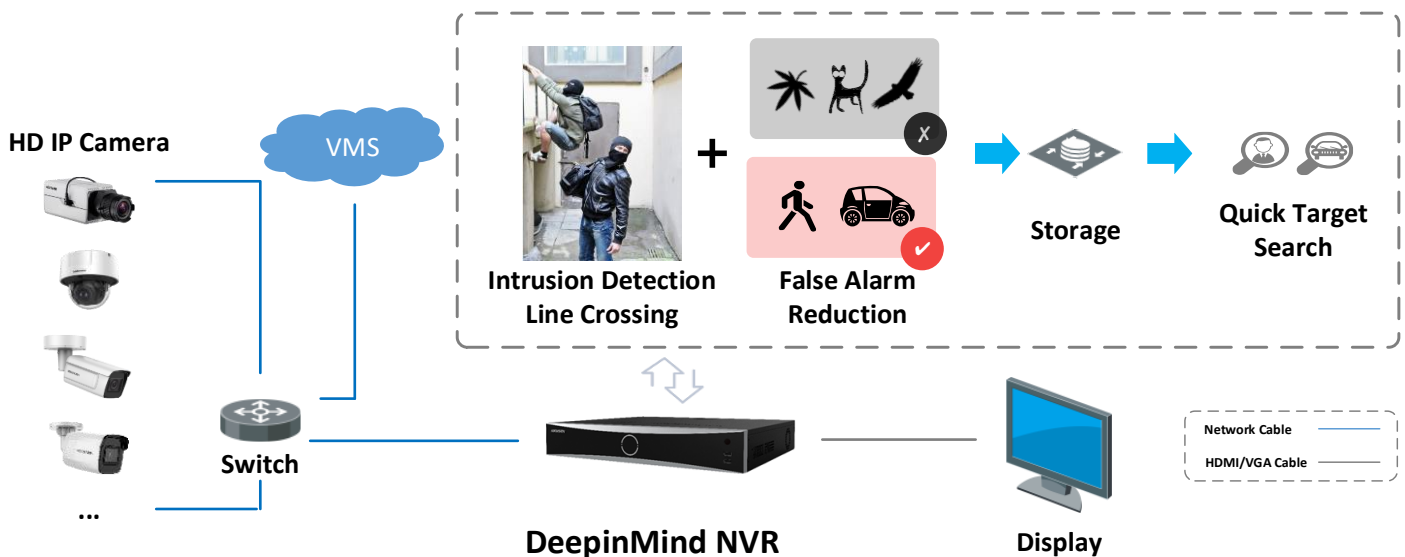 HD IP Camera
VMS
...
Switch
Intrusion Detection
Line Crossing
+
✗
✔
False Alarm
Reduction
Storage
Quick Target
Search
DeepinMind NVR
Display
Network Cable
HDMI/VGA Cable